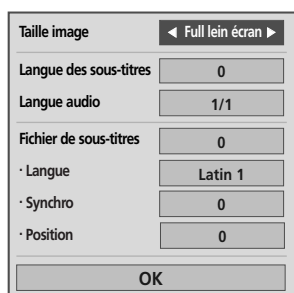 Taille image ◄ Full lein écran ►
Langue des sous-titres 0
Langue audio 1/1
Fichier de sous-titres 0
· Langue Latin 1
· Synchro 0
· Position 0
OK